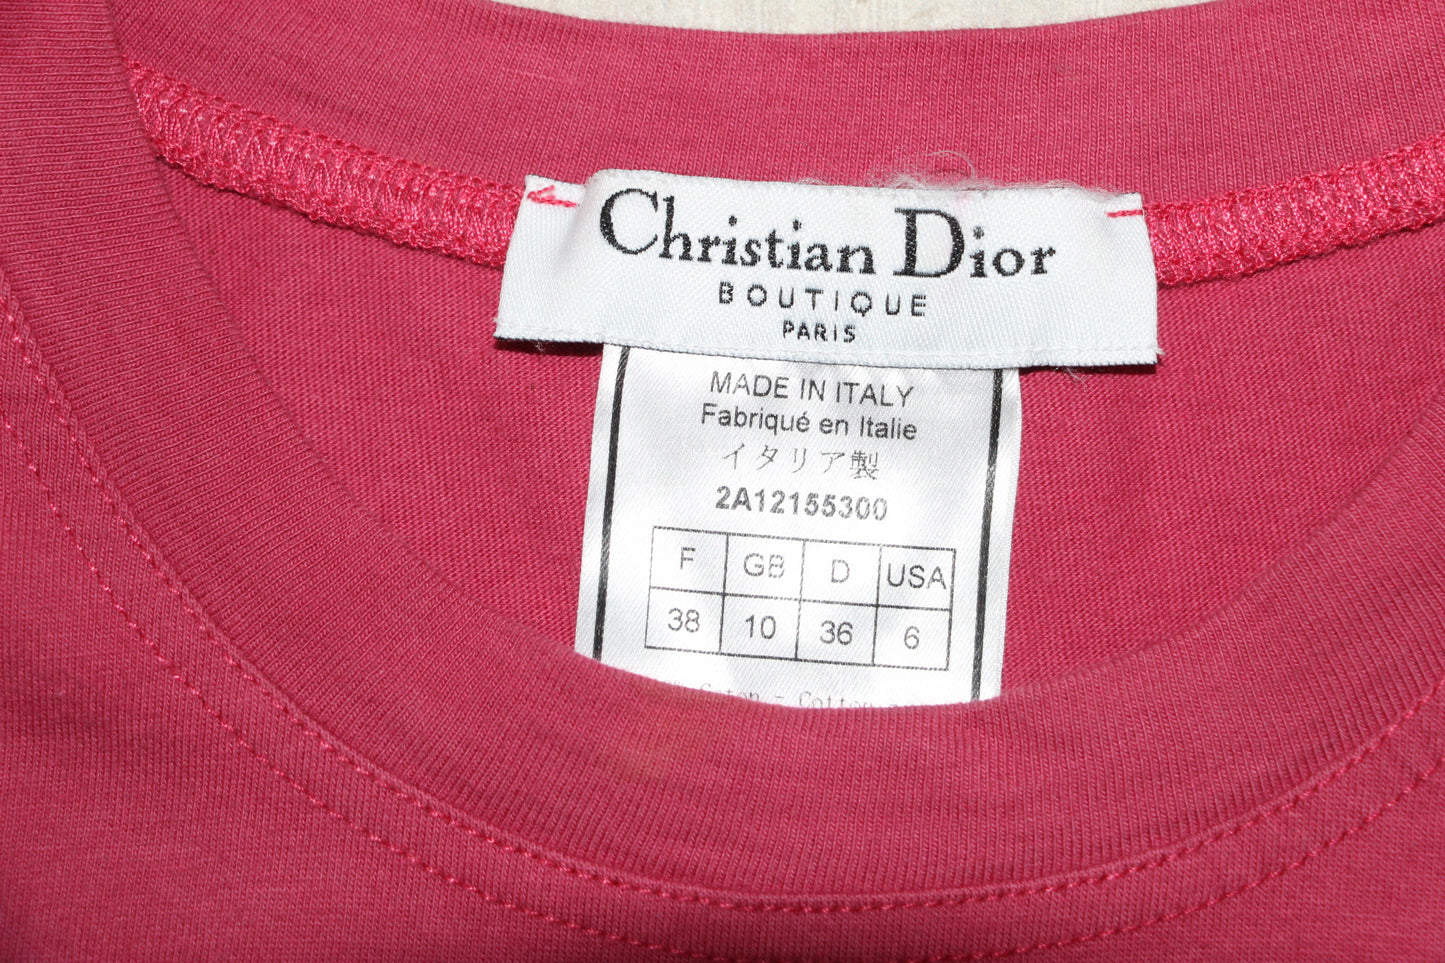 Christian Dior
BOUTIQUE
PARIS
MADE IN ITALY
Fabriqué en Italie
イタリア製
2A12155300
F GB D USA
38 10 36 6
- Cotton